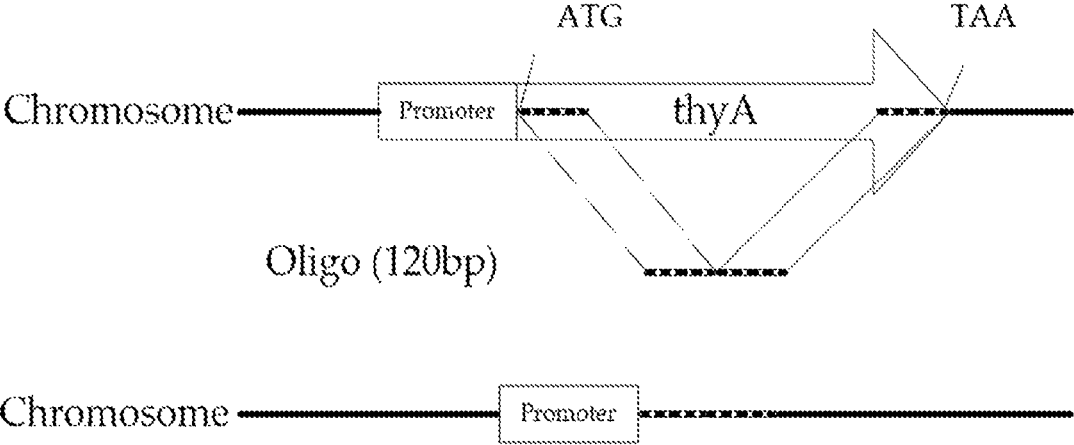 ATG
TAA
Chromosome
Promoter
thyA
Oligo (120bp)
Chromosome
Promoter